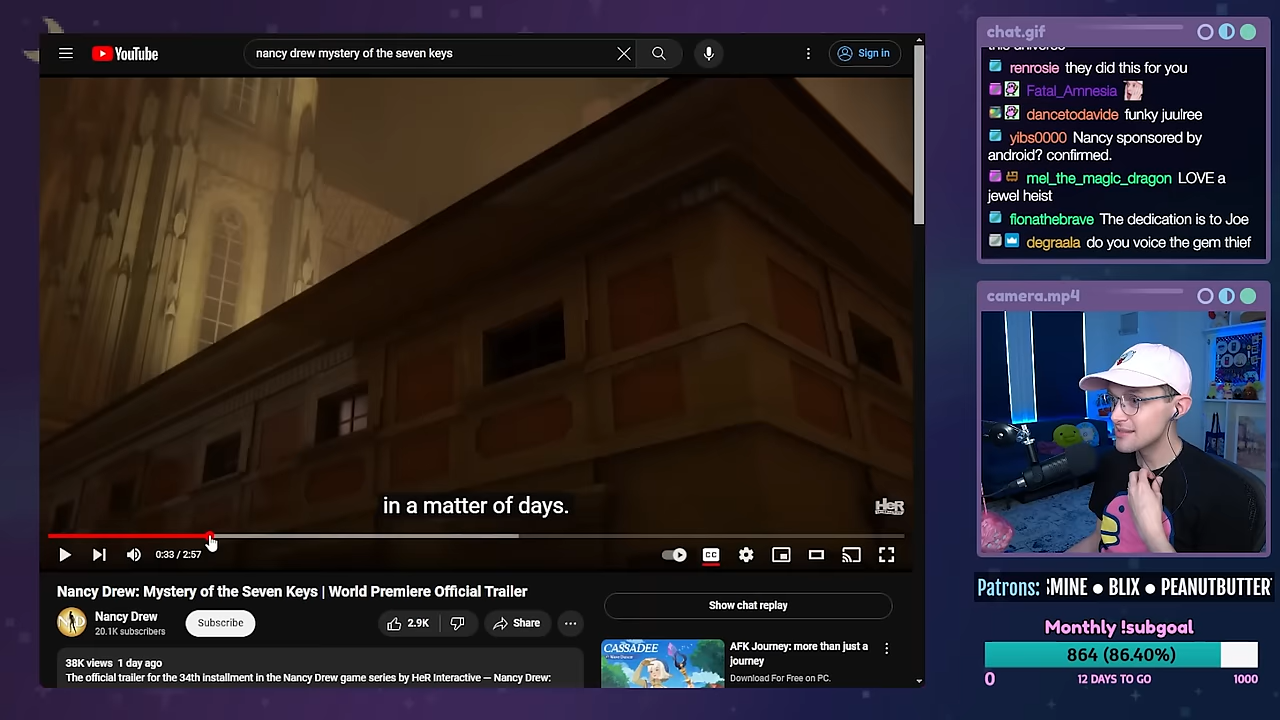 YouTube
nancy drew mystery of the seven keys
Sign in
in a matter of days.
HeR
0:33 / 2:57
CC
Nancy Drew: Mystery of the Seven Keys | World Premiere Official Trailer
Nancy Drew
20.1K subscribers
Subscribe
2.9K
Share
38K views 1 day ago
The official trailer for the 34th installment in the Nancy Drew game series by HeR Interactive — Nancy Drew:
Show chat replay
CASSADEE
AFK Journey: more than just a
journey
Download For Free on PC.
chat.gif
this universe
renrosie they did this for you
Fatal_Amnesia
dancetodavide funky juulree
yibs0000 Nancy sponsored by
android? confirmed.
mel_the_magic_dragon LOVE a
jewel heist
fionathebrave The dedication is to Joe
degraala do you voice the gem thief
camera.mp4
Patrons: :MINE ● BLIX ● PEANUTBUTTER
Monthly !subgoal
864 (86.40%)
0
12 DAYS TO GO
1000